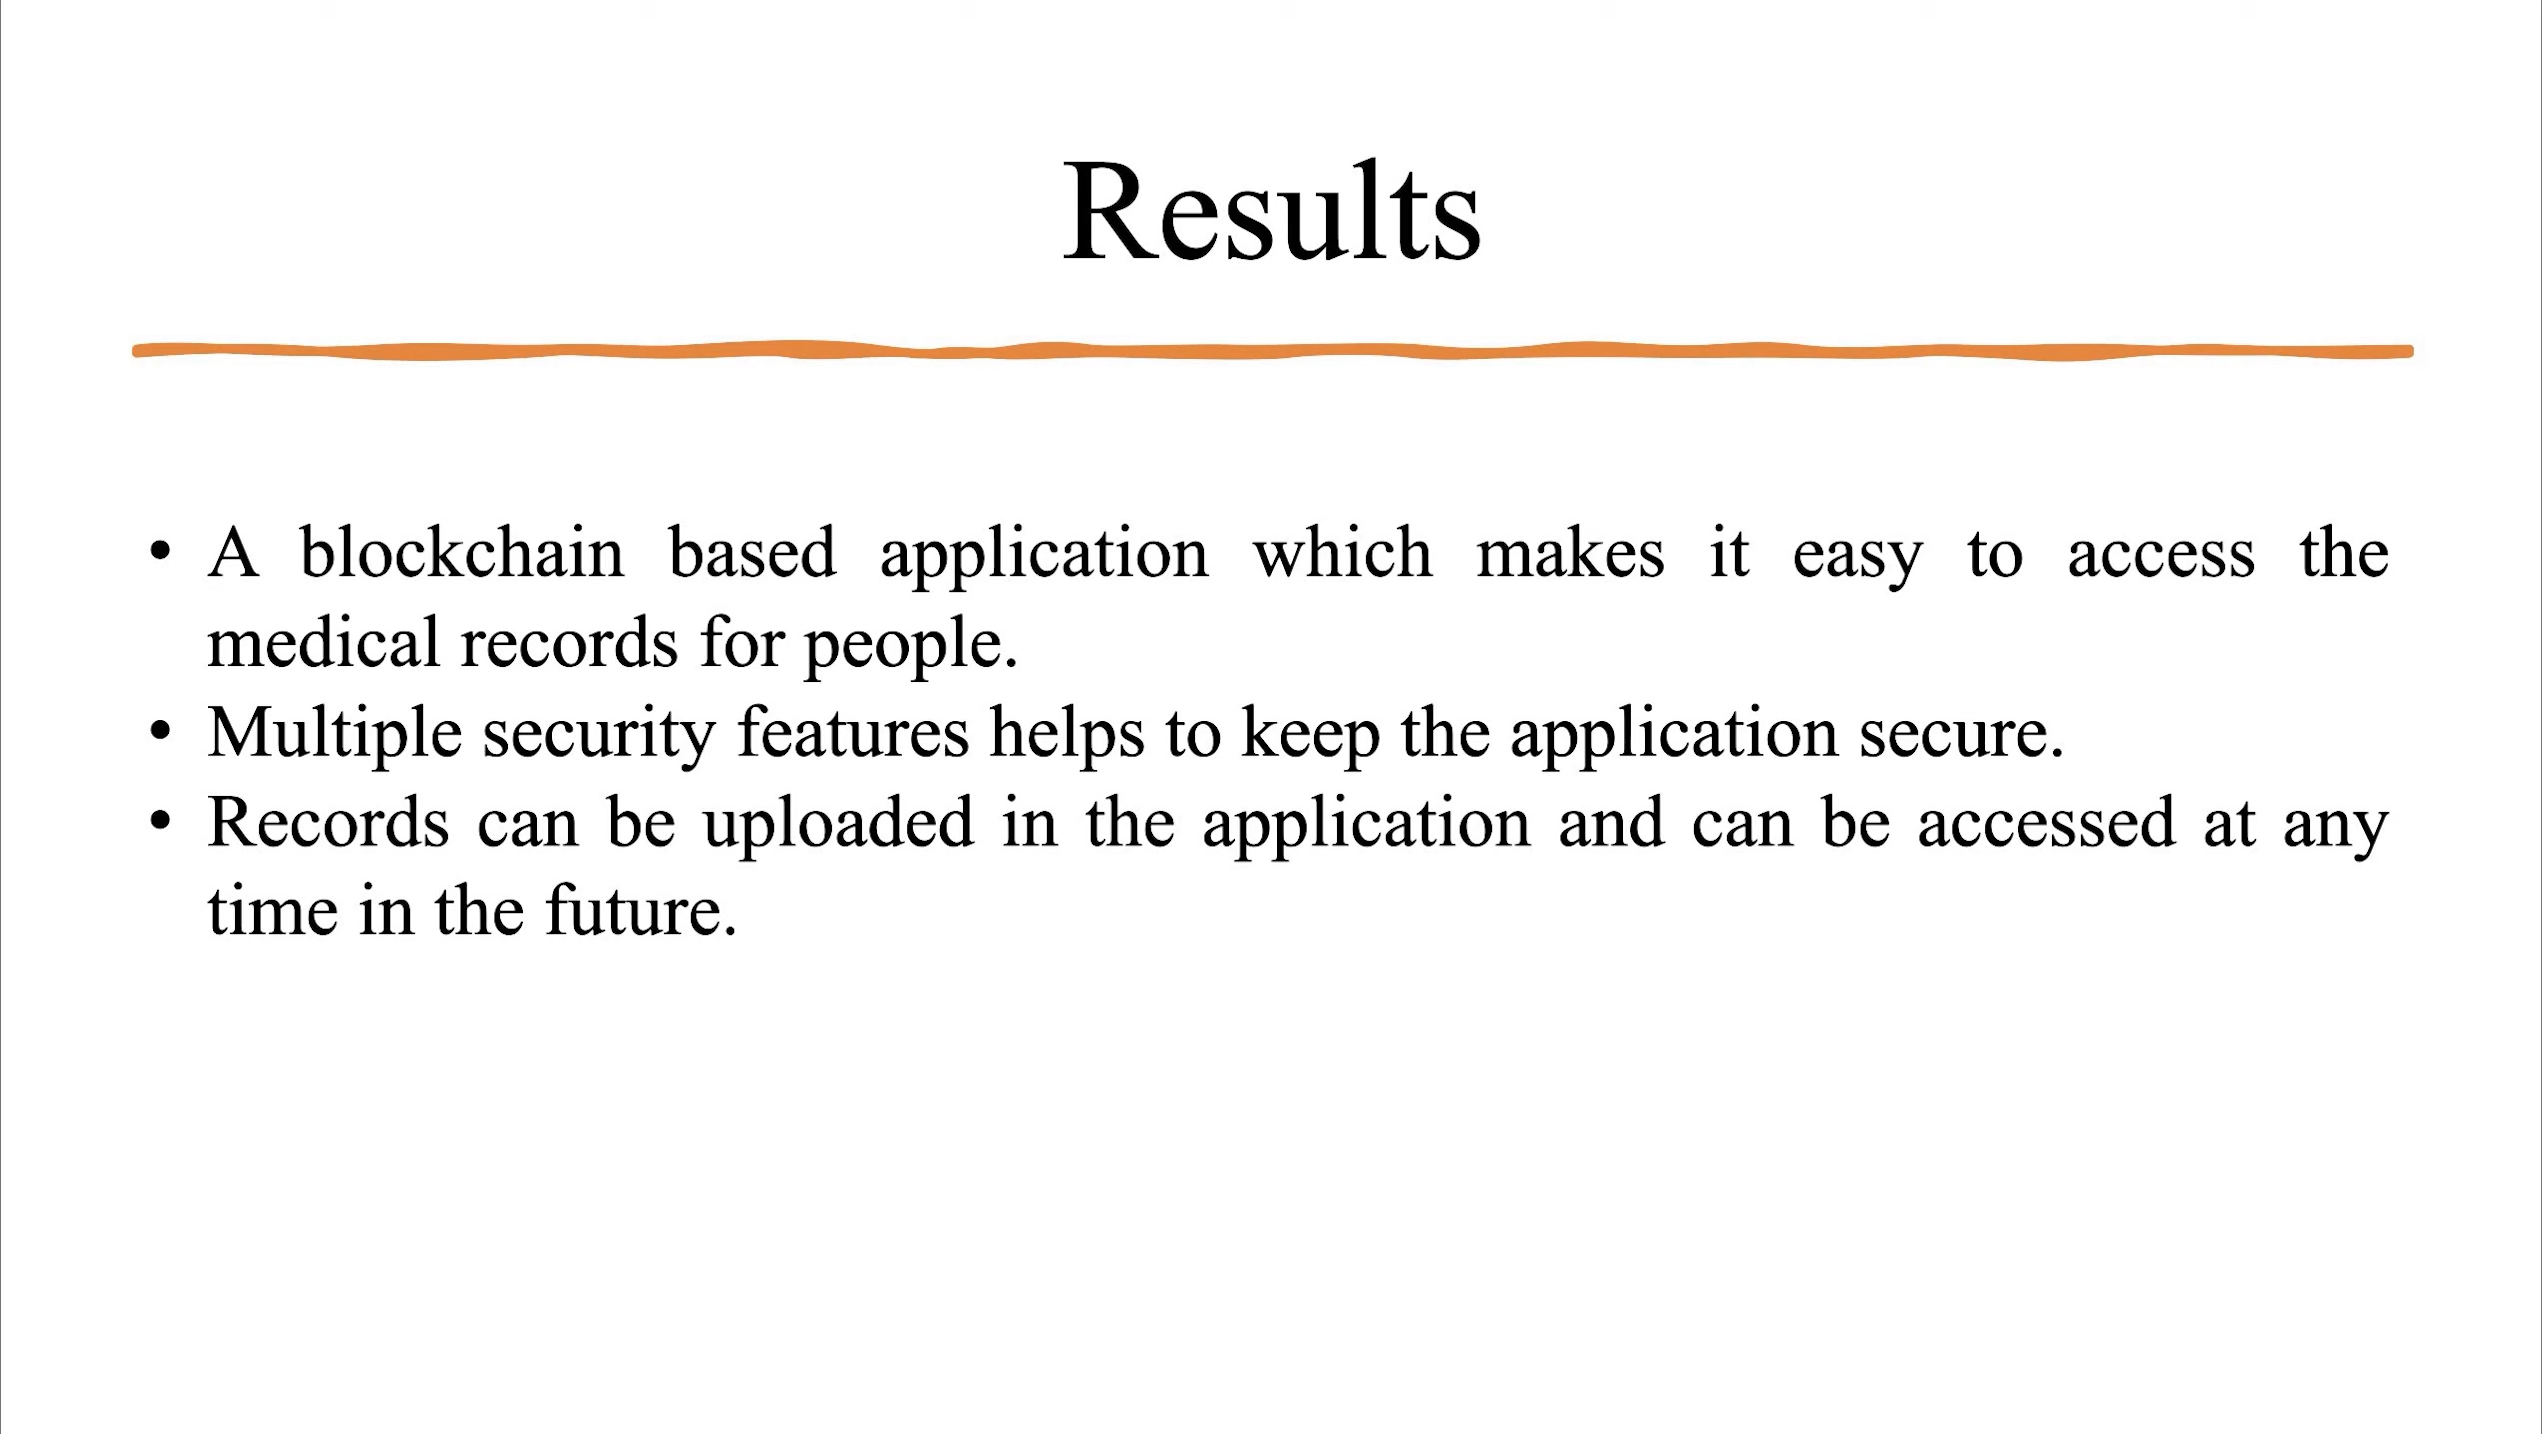 Results
• A blockchain based application which makes it easy to access the
medical records for people.
• Multiple security features helps to keep the application secure.
• Records can be uploaded in the application and can be accessed at any
time in the future.